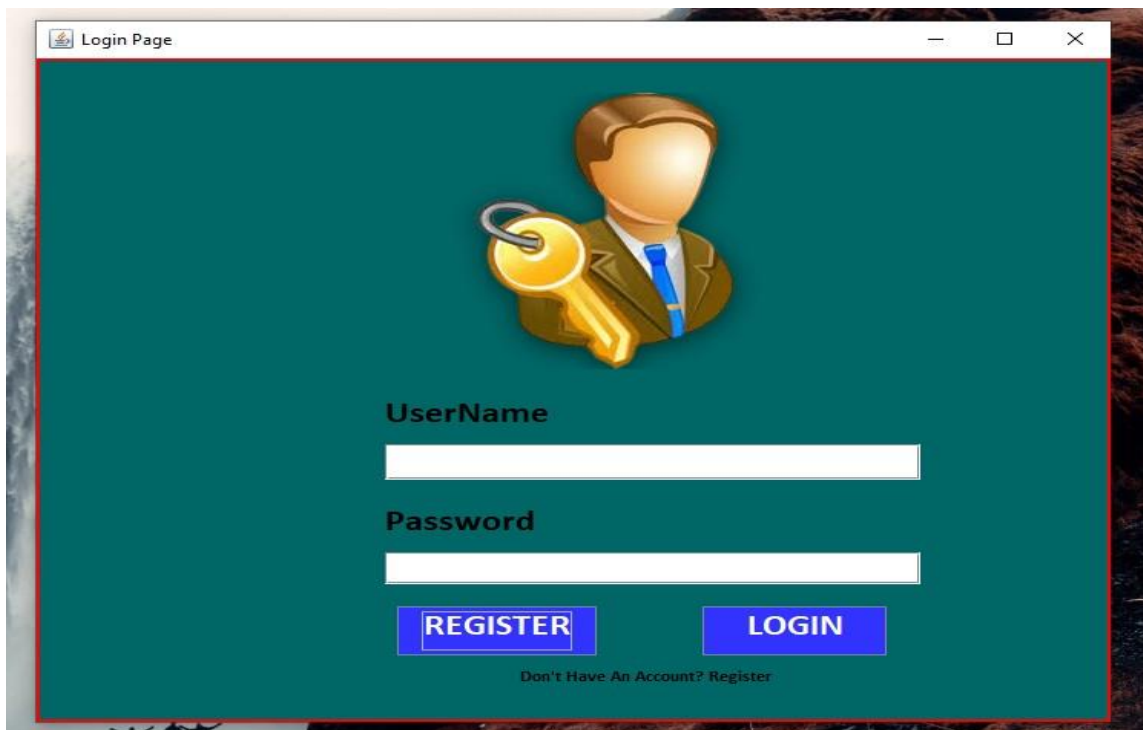 Login Page
UserName
Password
REGISTER LOGIN
Don't Have An Account? Register